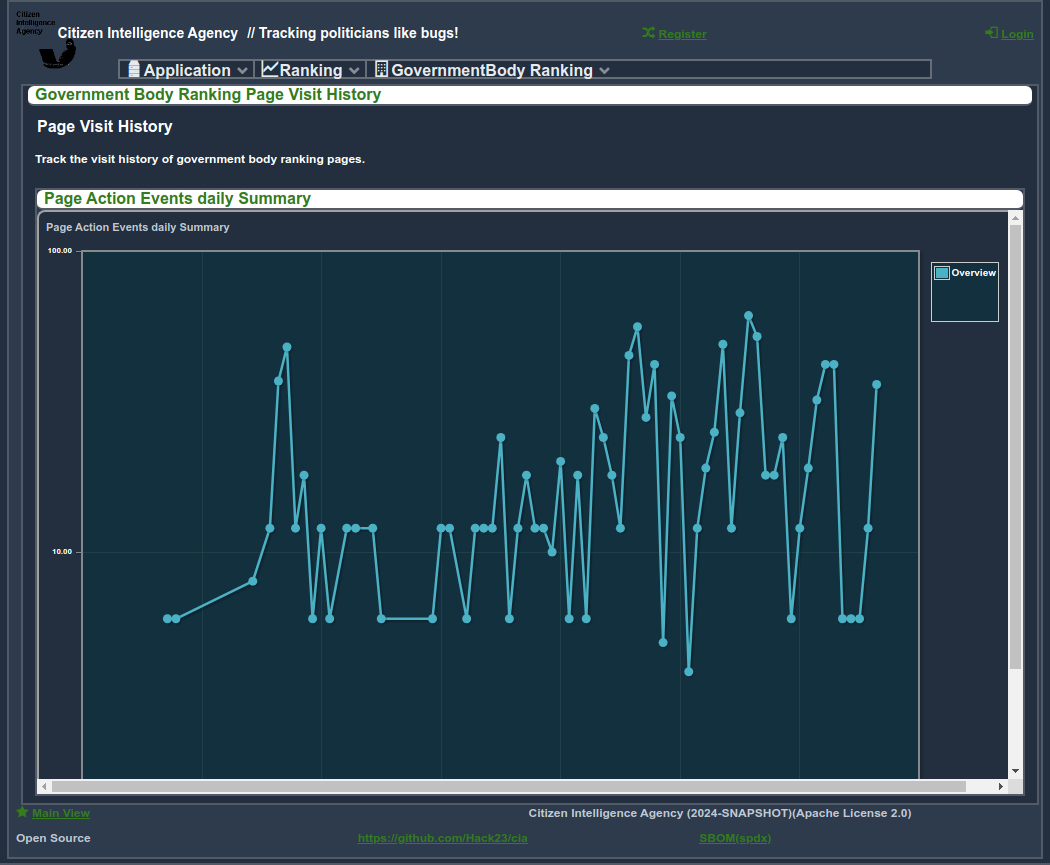 Citizen
Intelligence
Agency
Citizen Intelligence Agency // Tracking politicians like bugs!
Register
Login
Application
Ranking
GovernmentBody Ranking
Government Body Ranking Page Visit History
Page Visit History
Track the visit history of government body ranking pages.
Page Action Events daily Summary
Page Action Events daily Summary
100.00
Overview
10.00
Main View
Citizen Intelligence Agency (2024-SNAPSHOT)(Apache License 2.0)
Open Source
https://github.com/Hack23/cia
SBOM(spdx)